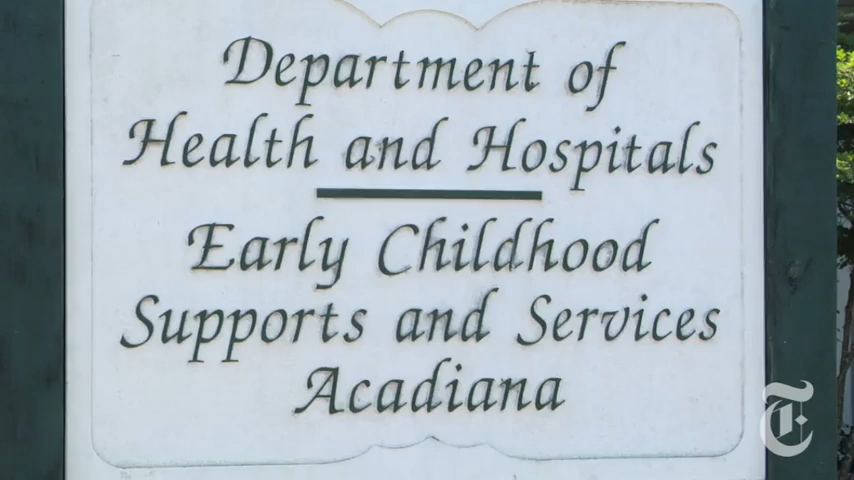 Department of
Health and Hospitals
Early Childhood
Supports and Services
Acadiana
T